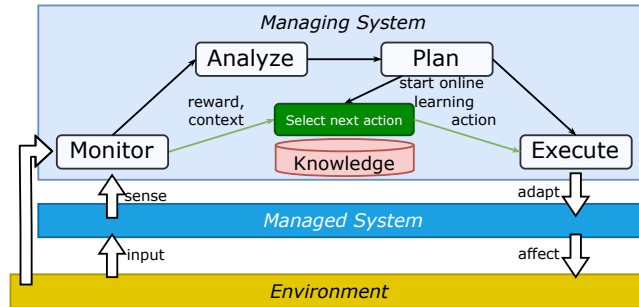 Managing System
Analyze
Plan
reward,
context
start online
learning
action
Select next action
Monitor
Knowledge
Execute
sense
adapt
Managed System
input
affect
Environment